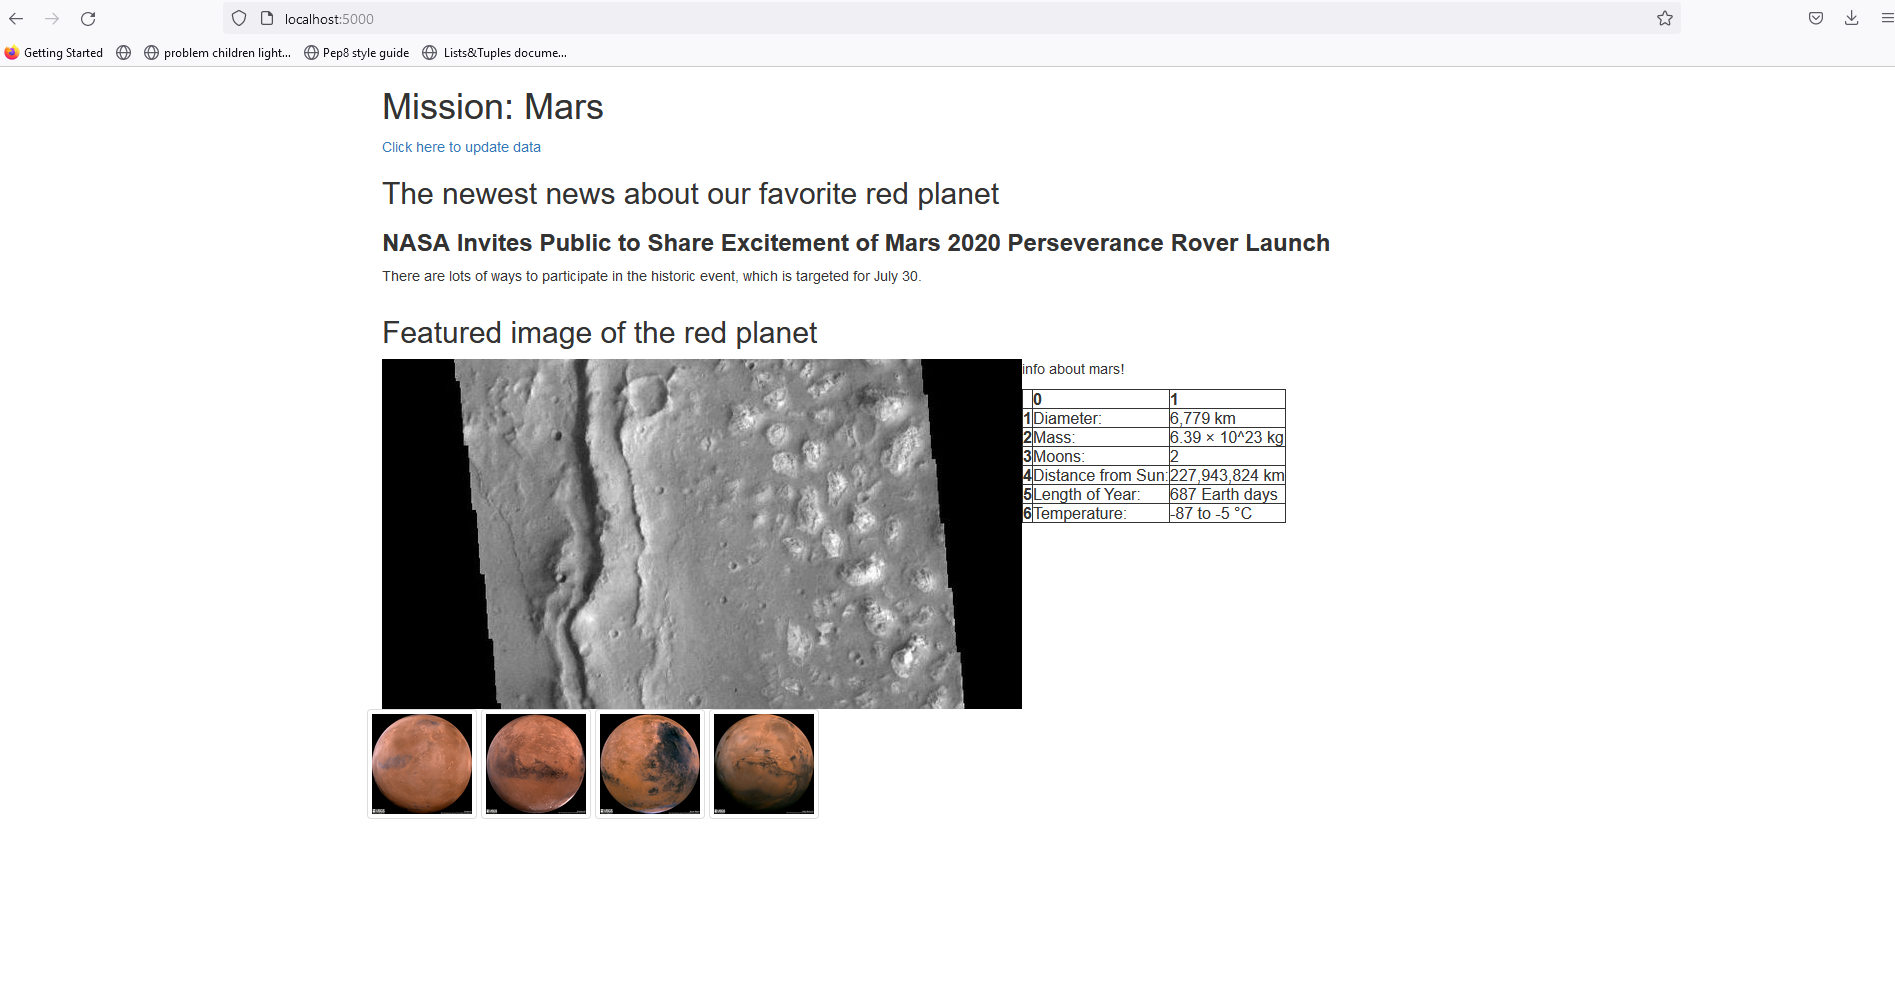 localhost:5000
Getting Started problem children light... Pep8 style guide Lists&Tuples docume...
Mission: Mars
Click here to update data
The newest news about our favorite red planet
NASA Invites Public to Share Excitement of Mars 2020 Perseverance Rover Launch
There are lots of ways to participate in the historic event, which is targeted for July 30.
Featured image of the red planet
info about mars!
0 1
1 Diameter: 6,779 km
2 Mass: 6.39 × 10^23 kg
3 Moons: 2
4 Distance from Sun: 227,943,824 km
5 Length of Year: 687 Earth days
6 Temperature: -87 to -5 °C